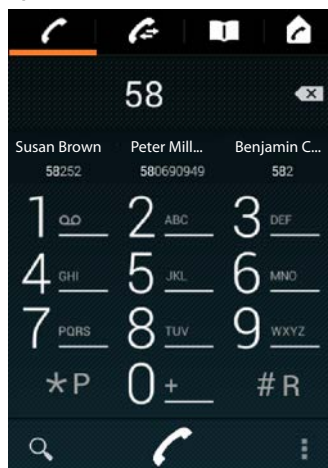 58
Susan Brown Peter Mill... Benjamin C...
58252 580690949 582
1 2 ABC 3 DEF
4 GHI 5 JKL 6 MNO
7 PQRS 8 TUV 9 WXYZ
*P 0 + #R